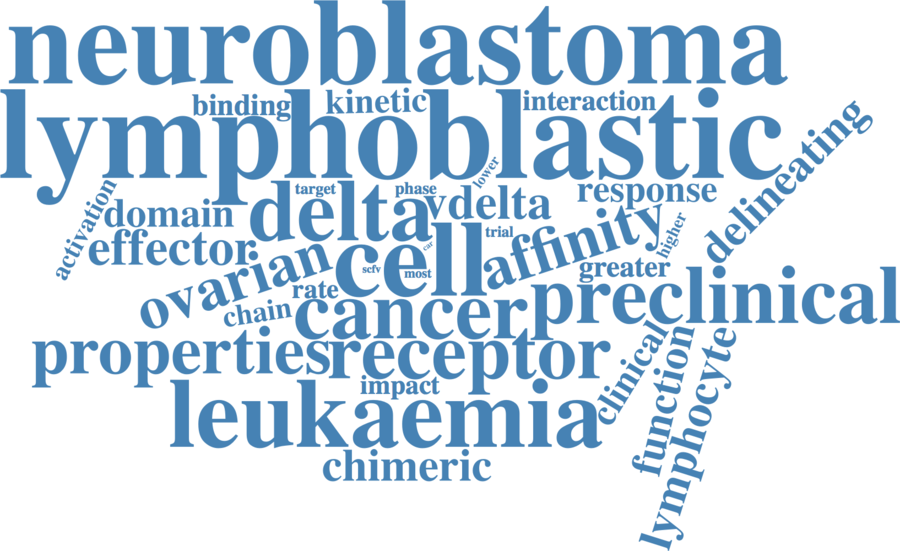 neuroblastoma
binding kinetic interaction
lymphoblastic
delineating
activation
domain
target
delta
phase
lower
vdelta
response
effector
ovarian
cell
scfv
most
car
trial
affinity
higher
greater
chain
rate
cancer
preclinical
properties
receptor
impact
clinical
function
lymphocyte
leukaemia
chimeric